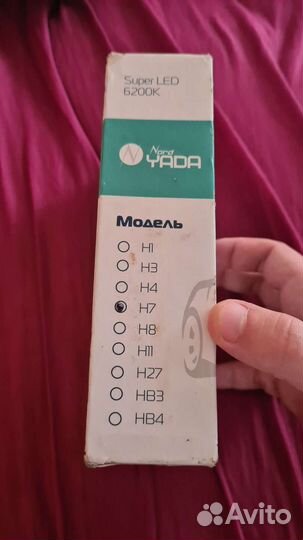 Super LED
6200K
Nord
YADA
Модель
H1
H3
H4
H7
H8
H11
H27
HB3
HB4
Avito